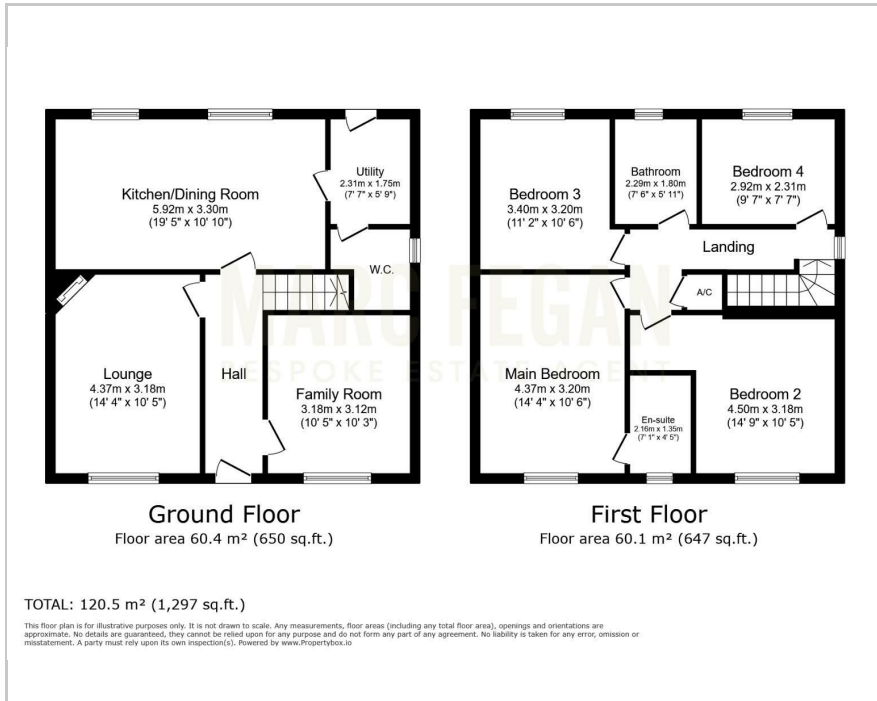 Kitchen/Dining Room
5.92m x 3.30m
(19' 5" x 10' 10")
Utility
2.31m x 1.75m
(7' 7" x 5' 9")
W.C.
Lounge
4.37m x 3.18m
(14' 4" x 10' 5")
Hall
Family Room
3.18m x 3.12m
(10' 5" x 10' 3")
Ground Floor
Floor area 60.4 m² (650 sq.ft.)
Bedroom 3
3.40m x 3.20m
(11' 2" x 10' 6")
Bathroom
2.29m x 1.80m
(7' 6" x 5' 11")
Bedroom 4
2.92m x 2.31m
(9' 7" x 7' 7")
Landing
A/C
Main Bedroom
4.37m x 3.20m
(14' 4" x 10' 6")
En-suite
2.16m x 1.35m
(7' 1" x 4' 5")
Bedroom 2
4.50m x 3.18m
(14' 9" x 10' 5")
First Floor
Floor area 60.1 m² (647 sq.ft.)
MARC FEGAN
BESPOKE ESTATE AGENT
TOTAL: 120.5 m² (1,297 sq.ft.)
This floor plan is for illustrative purposes only. It is not drawn to scale. Any measurements, floor areas (including any total floor area), openings and orientations are
approximate. No details are guaranteed, they cannot be relied upon for any purpose and do not form any part of any agreement. No liability is taken for any error, omission or
misstatement. A party must rely upon its own inspection(s). Powered by www.Propertybox.io